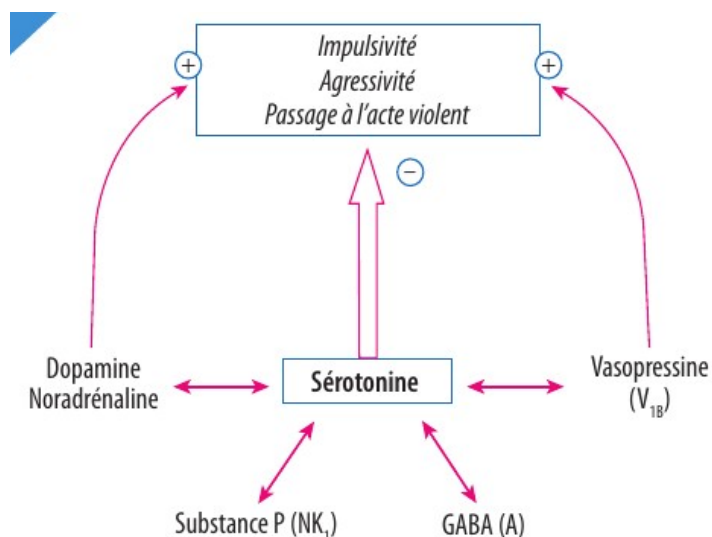 Impulsivité
Agressivité
Passage à l'acte violent
+
+
−
Dopamine
Noradrénaline
Sérotonine
Vasopressine
(V1B)
Substance P (NK1)
GABA (A)